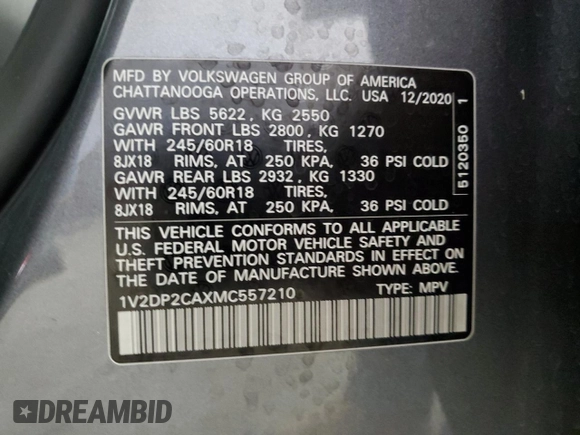 MFD. BY VOLKSWAGEN GROUP OF AMERICA
CHATTANOOGA OPERATIONS, LLC. USA 12/2020
GVWR LBS 5622, KG 2550
GAWR FRONT LBS 2800, KG 1270
WITH 245/60R18 TIRES,
8JX18 RIMS, AT 250 KPA, 36 PSI COLD
GAWR REAR LBS 2932, KG 1330
WITH 245/60R18 TIRES,
8JX18 RIMS, AT 250 KPA, 36 PSI COLD
THIS VEHICLE CONFORMS TO ALL APPLICABLE
U.S. FEDERAL MOTOR VEHICLE SAFETY AND
THEFT PREVENTION STANDARDS IN EFFECT ON
THE DATE OF MANUFACTURE SHOWN ABOVE.
1V2DP2CAXMC557210 TYPE: MPV
5120350 1
DREAMBID